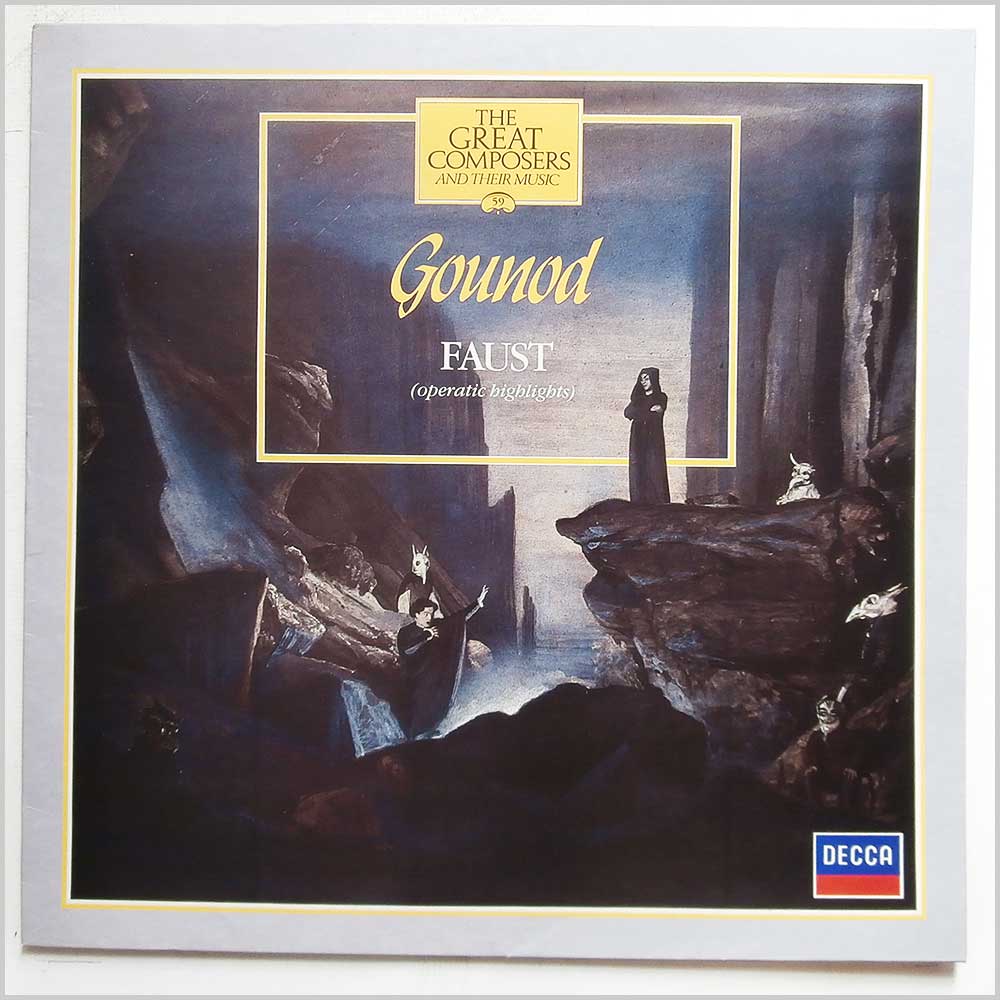 THE
GREAT
COMPOSERS
AND THEIR MUSIC
59
Gounod
FAUST
(operatic highlights)
DECCA